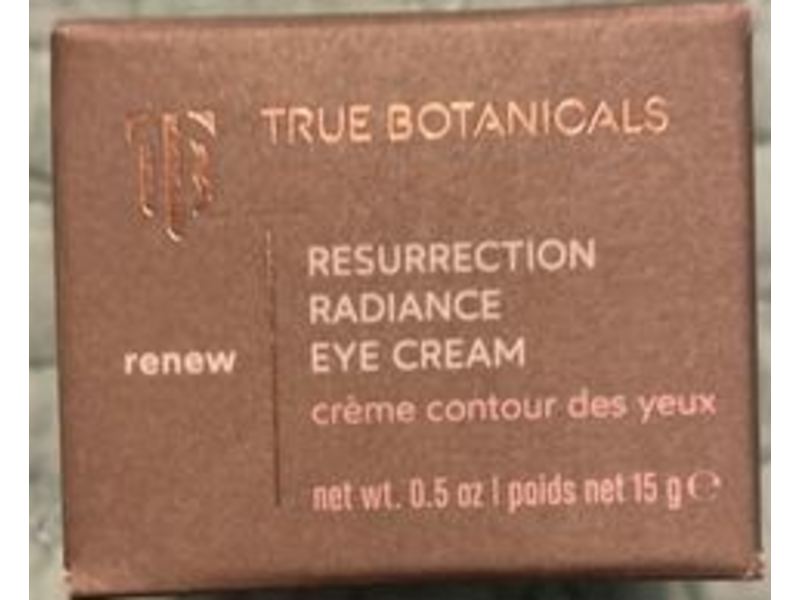 TRUE BOTANICALS
RESURRECTION
RADIANCE
EYE CREAM
renew
crème contour des yeux
net wt. 0.5 oz | poids net 15 g ℮